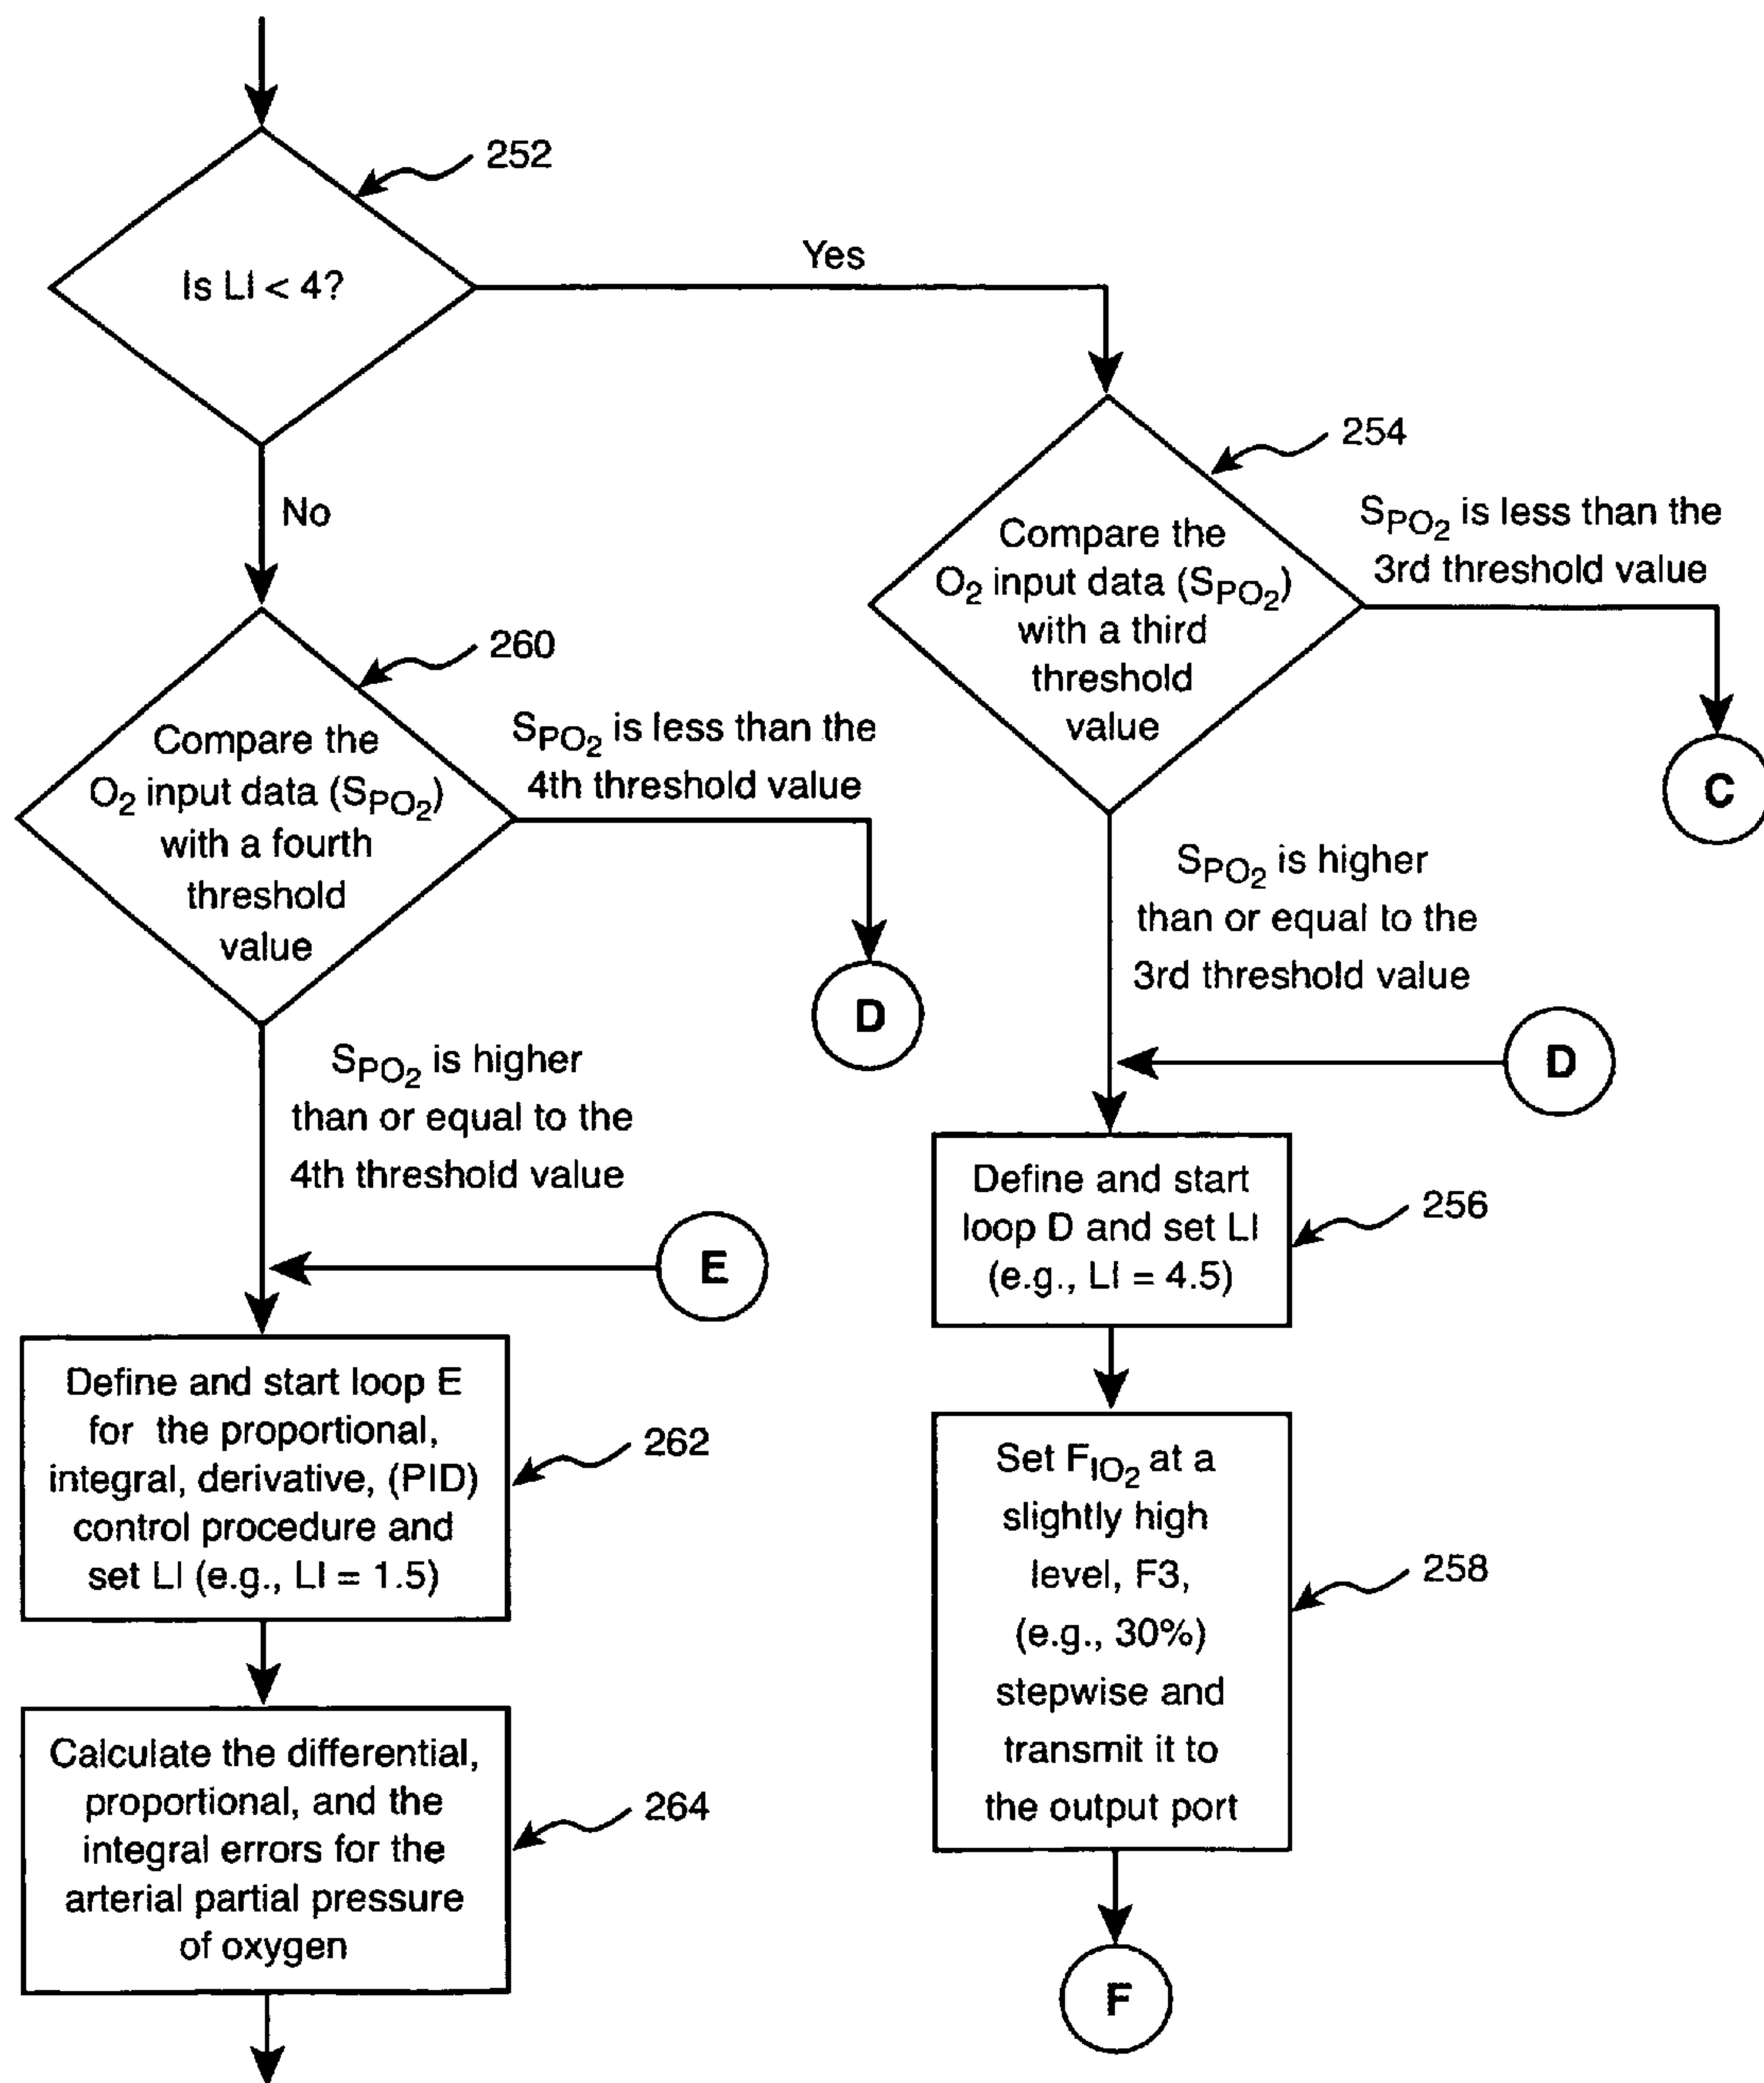 252
Is LI < 4?
Yes
No
254
Compare the
O2 input data (SPO2)
with a third
threshold
value
SPO2 is less than the
3rd threshold value
C
260
Compare the
O2 input data (SPO2)
with a fourth
threshold
value
SPO2 is less than the
4th threshold value
D
SPO2 is higher
than or equal to the
3rd threshold value
D
SPO2 is higher
than or equal to the
4th threshold value
E
256
Define and start
loop D and set LI
(e.g., LI = 4.5)
262
Define and start loop E
for the proportional,
integral, derivative, (PID)
control procedure and
set LI (e.g., LI = 1.5)
258
Set FIO2 at a
slightly high
level, F3,
(e.g., 30%)
stepwise and
transmit it to
the output port
264
Calculate the differential,
proportional, and the
integral errors for the
arterial partial pressure
of oxygen
F